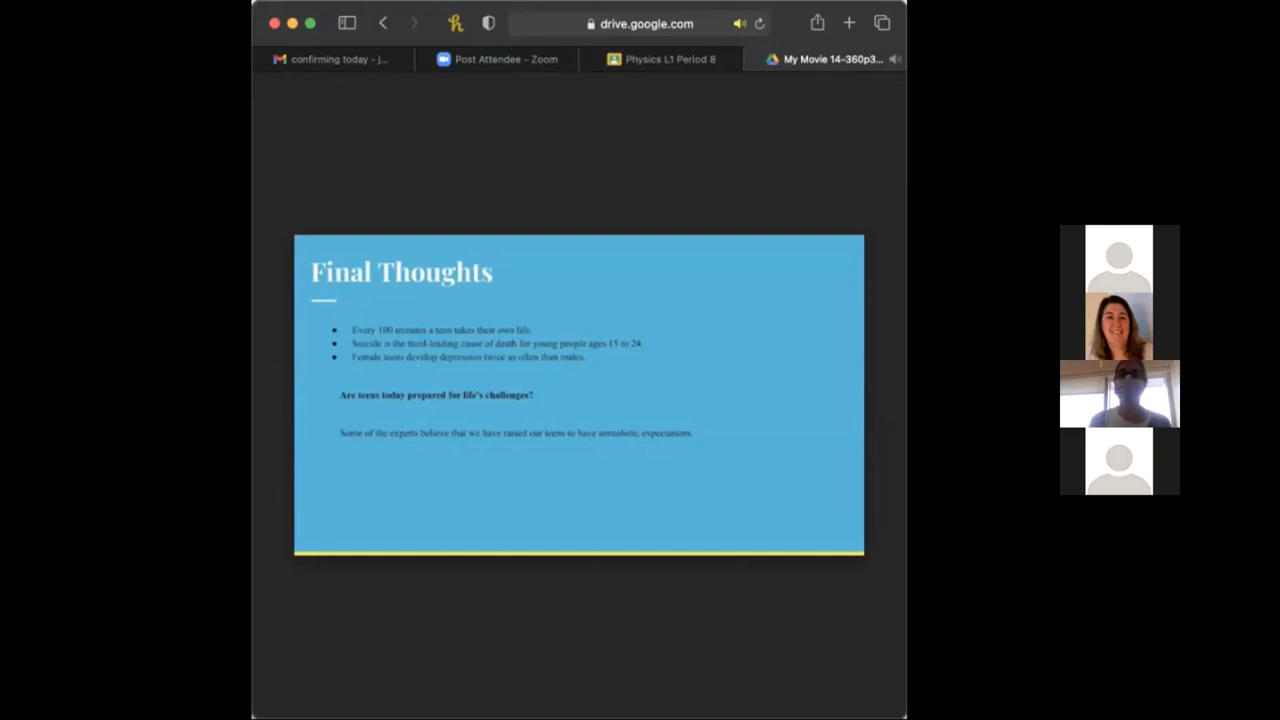 drive.google.com
confirming today - j...
Post Attendee - Zoom
Physics L1 Period 8
My Movie 14-360p3...
Final Thoughts
● Every 100 minutes a teen takes their own life.
● Suicide is the third-leading cause of death for young people ages 15 to 24.
● Female teens develop depression twice as often than males.
Are teens today prepared for life's challenges?
Some of the experts believe that we have raised our teens to have unrealistic expectations.